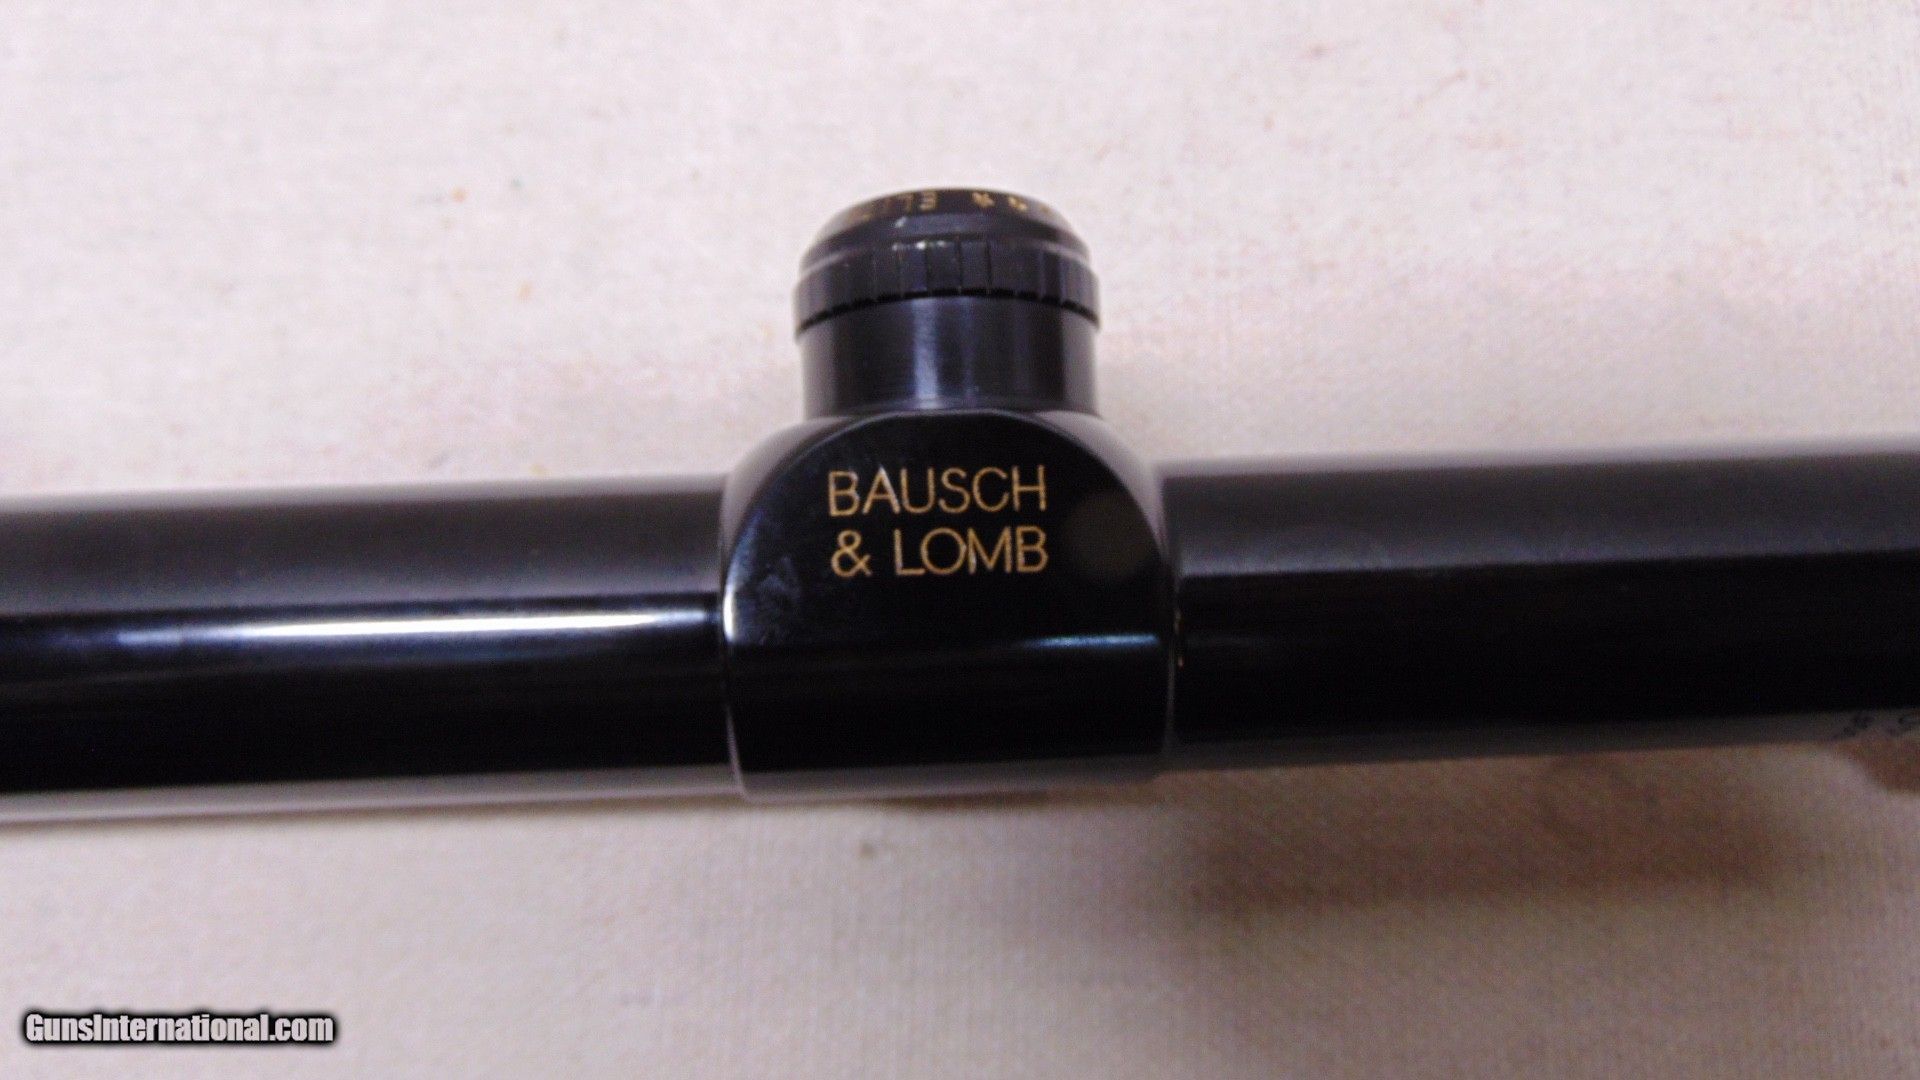 BAUSCH
& LOMB
GunsInternational.com